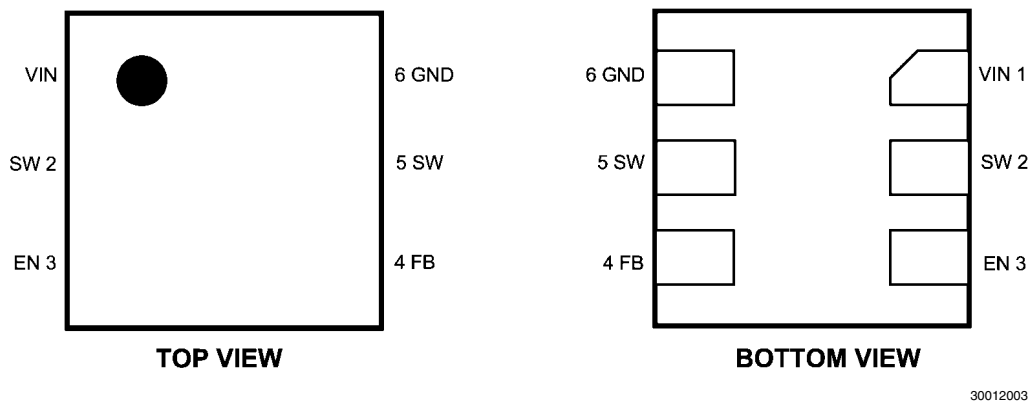 VIN
6 GND
SW 2
5 SW
EN 3
4 FB
TOP VIEW
6 GND
VIN 1
5 SW
SW 2
4 FB
EN 3
BOTTOM VIEW
30012003